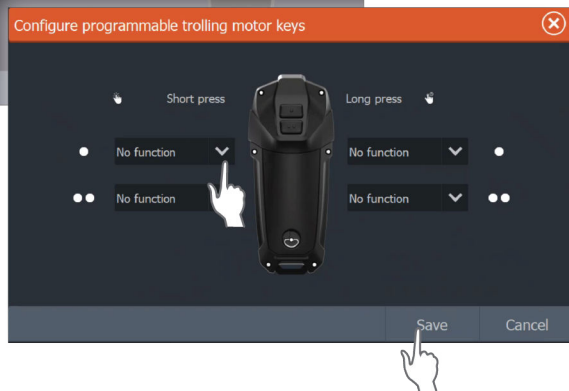 Configure programmable trolling motor keys
Short press
Long press
No function
No function
No function
No function
Save
Cancel